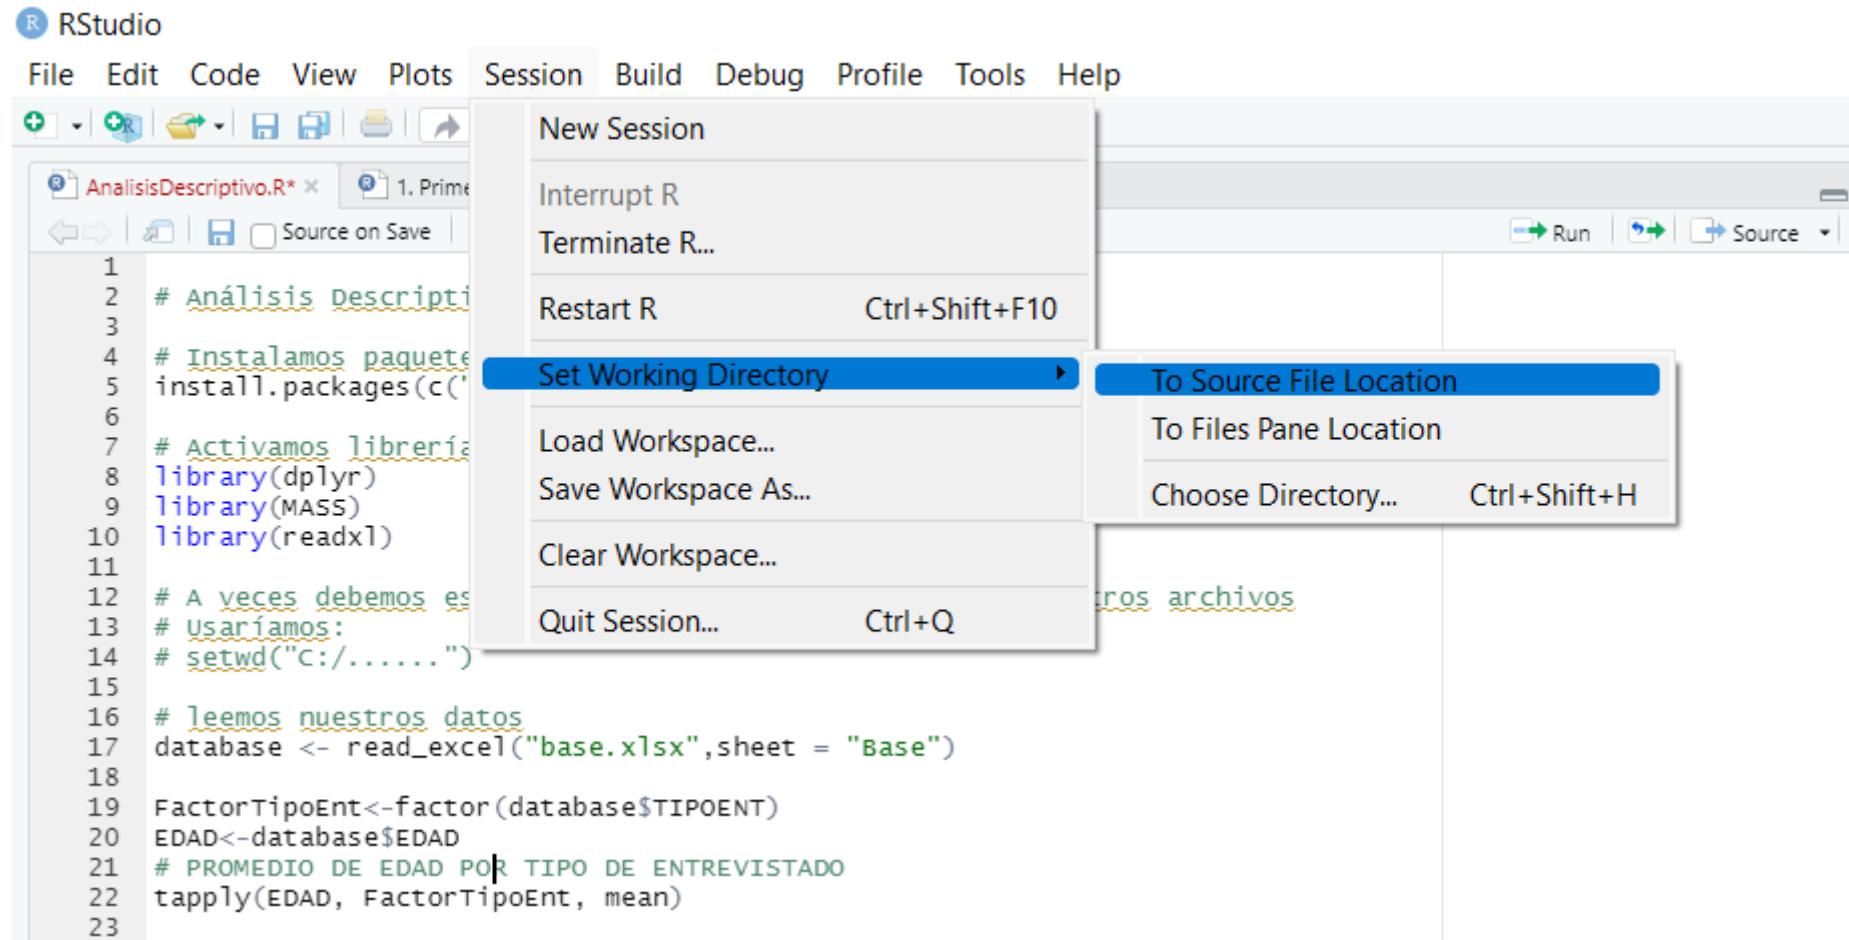 RStudio
File Edit Code View Plots Session Build Debug Profile Tools Help
New Session
Interrupt R
Terminate R...
Restart R Ctrl+Shift+F10
Set Working Directory
Load Workspace...
Save Workspace As...
Clear Workspace...
Quit Session... Ctrl+Q
To Source File Location
To Files Pane Location
Choose Directory... Ctrl+Shift+H
AnalisisDescriptivo.R* 1. Prime
Source on Save Run Source
1
2 # Análisis Descripti
3
4 # Instalamos paquete
5 install.packages(c("
6
7 # Activamos librería
8 library(dplyr)
9 library(MASS)
10 library(readxl)
11
12 # A veces debemos es tros archivos
13 # Usaríamos:
14 # setwd("C:/......")
15
16 # leemos nuestros datos
17 database <- read_excel("base.xlsx",sheet = "Base")
18
19 FactorTipoEnt<-factor(database$TIPOENT)
20 EDAD<-database$EDAD
21 # PROMEDIO DE EDAD POR TIPO DE ENTREVISTADO
22 tapply(EDAD, FactorTipoEnt, mean)
23